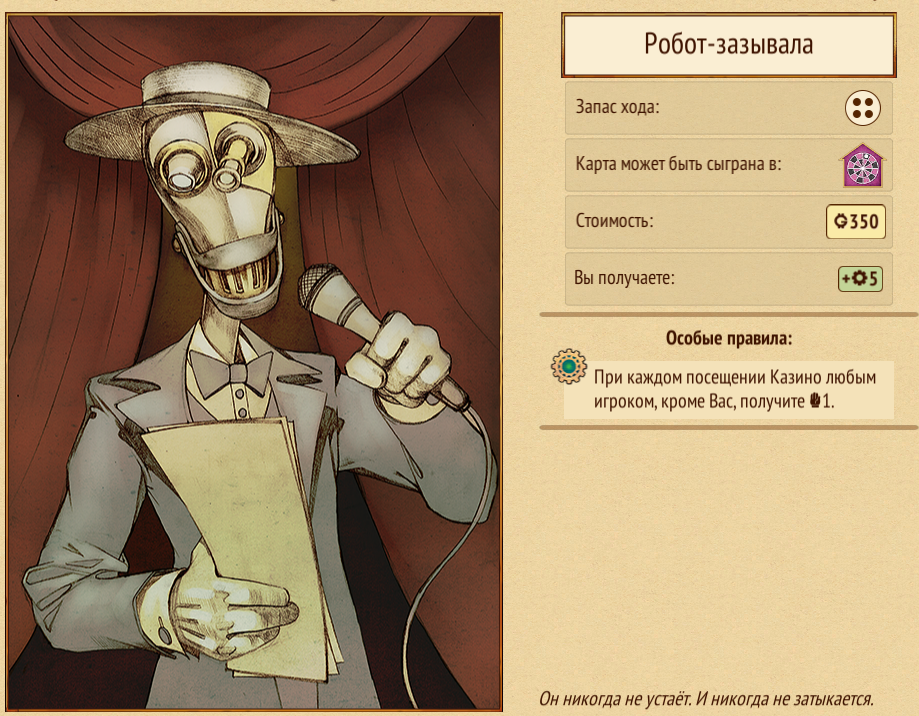 Робот-зазывала
Запас хода:
Карта может быть сыграна в:
Стоимость:
350
Вы получаете:
+5
Особые правила:
При каждом посещении Казино любым
игроком, кроме Вас, получите 1.
Он никогда не устаёт. И никогда не затыкается.